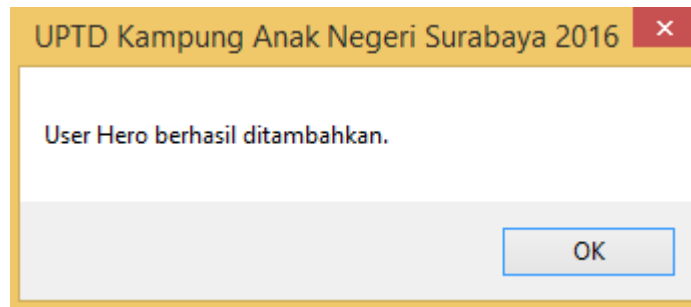 UPTD Kampung Anak Negeri Surabaya 2016
User Hero berhasil ditambahkan.
OK